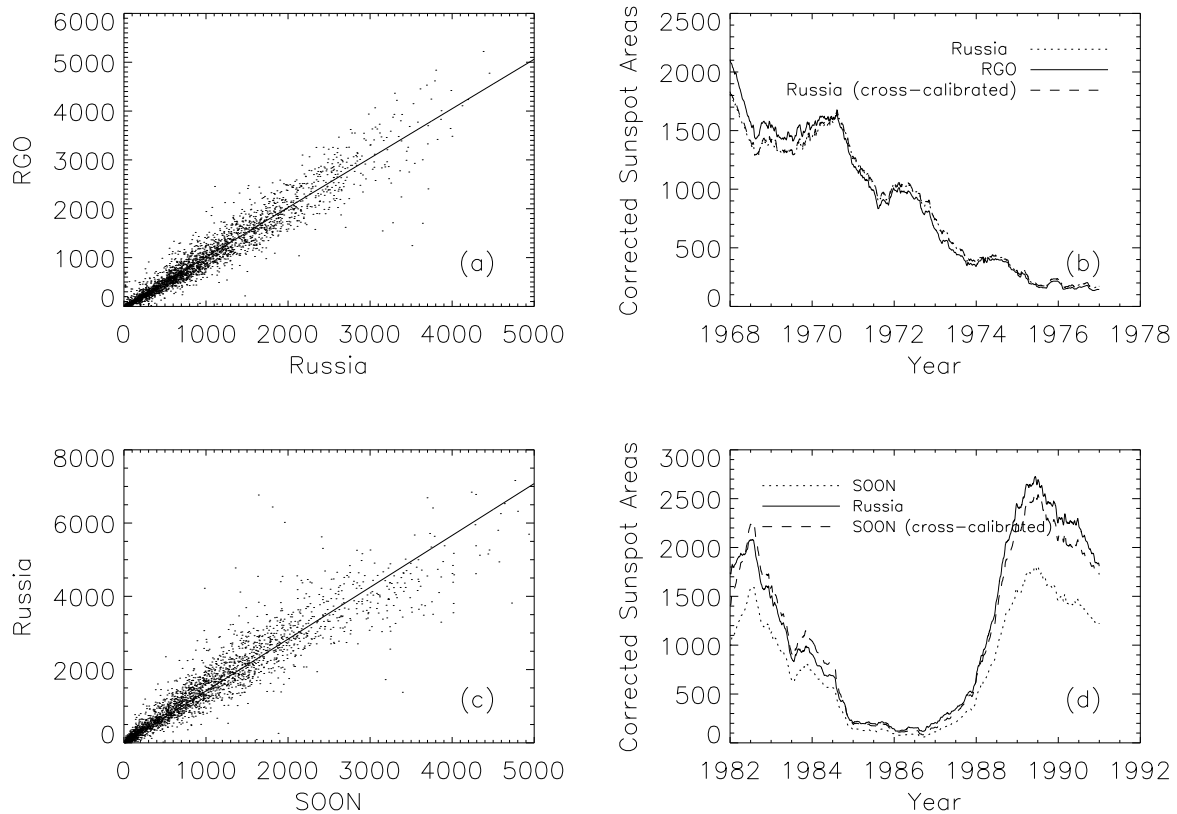 6000
5000
4000
3000
2000
1000
0
RGO
(a)
0 1000 2000 3000 4000 5000
Russia
2500
2000
1500
1000
500
0
Corrected Sunspot Areas
Russia
RGO
Russia (cross-calibrated)
(b)
1968 1970 1972 1974 1976 1978
Year
8000
6000
4000
2000
0
Russia
(c)
0 1000 2000 3000 4000 5000
SOON
3000
2500
2000
1500
1000
500
0
Corrected Sunspot Areas
SOON
Russia
SOON (cross-calibrated)
(d)
1982 1984 1986 1988 1990 1992
Year